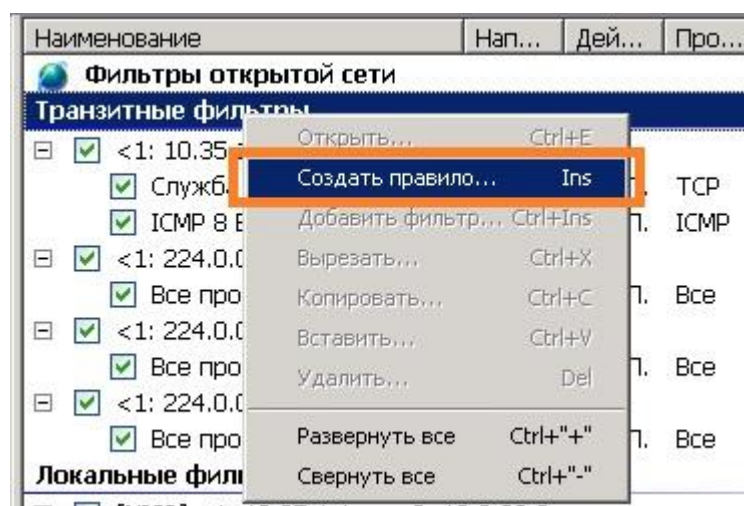 Наименование Нап... Дей... Про...
Фильтры открытой сети
Транзитные фильтры
Открыть... Ctrl+E
<1: 10.35
Создать правило... Ins
Служб TCP
Добавить фильтр... Ctrl+Ins
ICMP 8 П. ICMP
Вырезать... Ctrl+X
<1: 224.0.0
Копировать... Ctrl+C
Все про П. Все
Вставить... Ctrl+V
<1: 224.0.0
Удалить... Del
Все про П. Все
<1: 224.0.0
Развернуть все Ctrl+"+"
Все про П. Все
Свернуть все Ctrl+"-"
Локальные фил